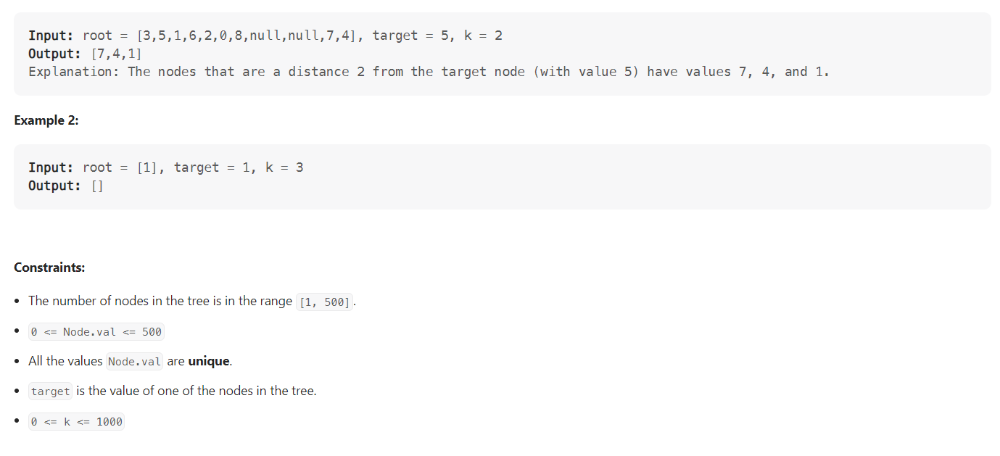 Input: root = [3,5,1,6,2,0,8,null,null,7,4], target = 5, k = 2
Output: [7,4,1]
Explanation: The nodes that are a distance 2 from the target node (with value 5) have values 7, 4, and 1.
Example 2:
Input: root = [1], target = 1, k = 3
Output: []
Constraints:
• The number of nodes in the tree is in the range [1, 500].
• 0 <= Node.val <= 500
• All the values Node.val are unique.
• target is the value of one of the nodes in the tree.
• 0 <= k <= 1000